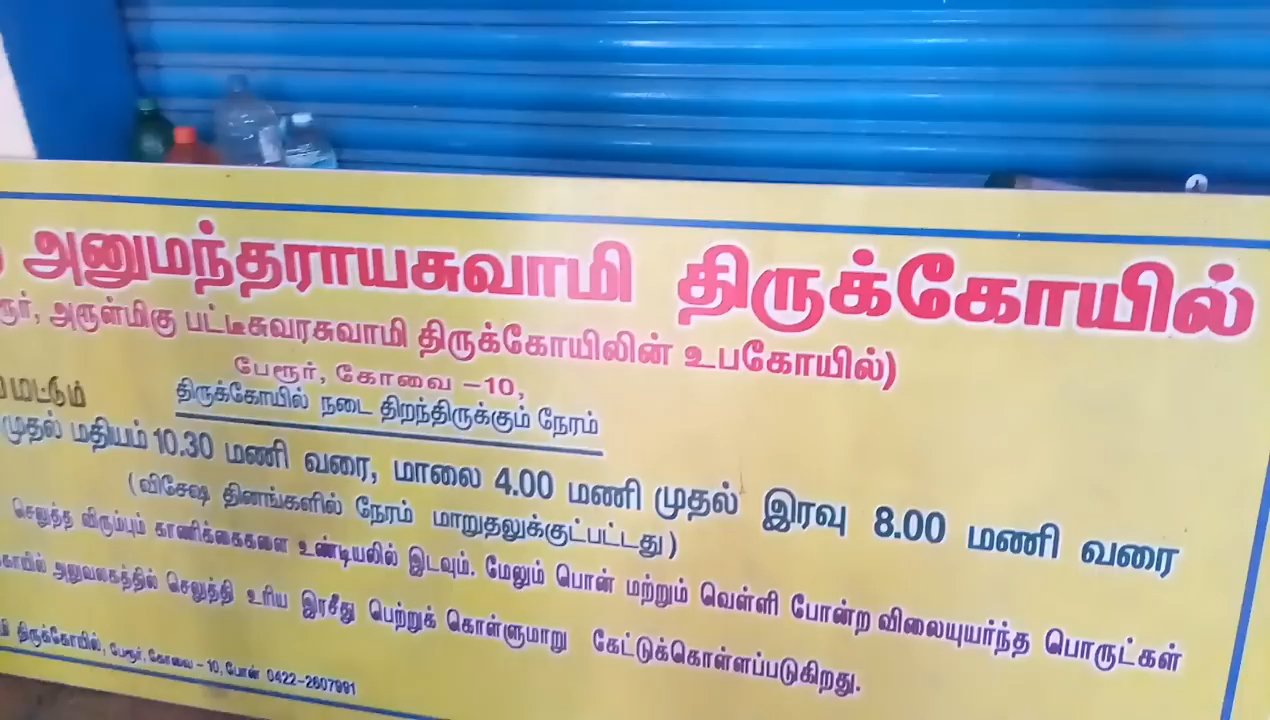 அனுமந்தராயசுவாமி திருக்கோயில்
அருள்மிகு பட்டீசுவரசுவாமி திருக்கோயிலின் உபகோயில்)
பேரூர், கோவை –10,
மட்டும்
திருக்கோயில் நடை திறந்திருக்கும் நேரம்
முதல் மதியம் 10.30 மணி வரை, மாலை 4.00 மணி முதல் இரவு 8.00 மணி வரை
(விசேஷ தினங்களில் நேரம் மாறுதலுக்குட்பட்டது)
செலுத்த விரும்பும் காணிக்கைகளை உண்டியலில் இடவும். மேலும் பொன் மற்றும் வெள்ளி போன்ற விலையுயர்ந்த பொருட்கள்
அலுவலகத்தில் செலுத்தி உரிய இரசீது பெற்றுக் கொள்ளுமாறு கேட்டுக்கொள்ளப்படுகிறது.
திருக்கோயில், பேரூர், கோவை – 10, போன் 0422-2607991